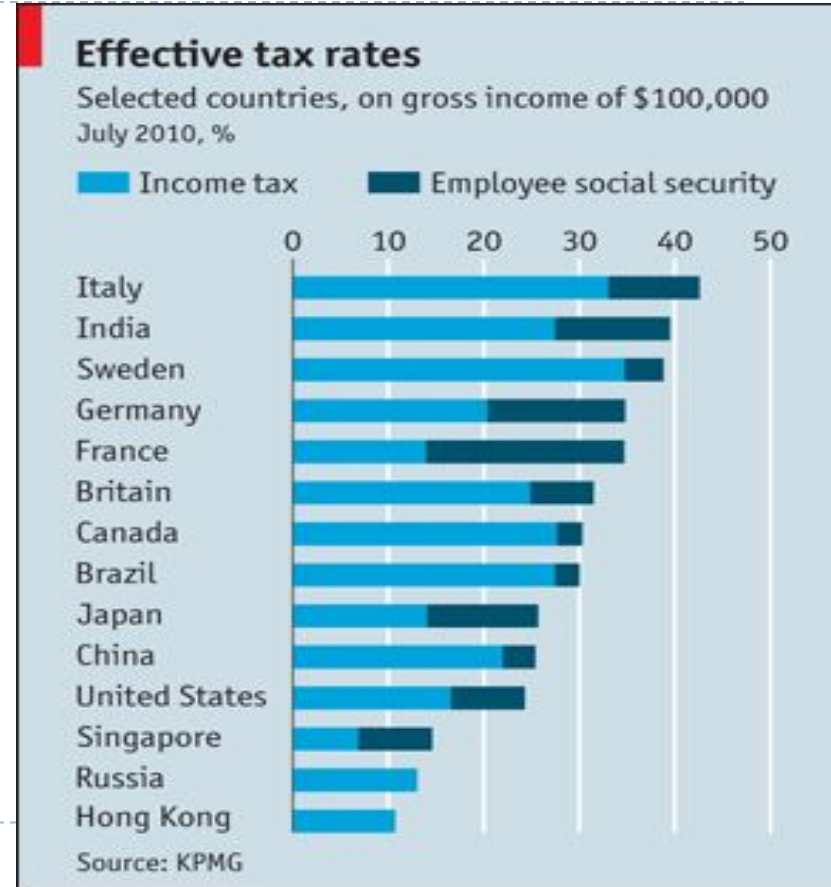 Effective tax rates
Selected countries, on gross income of $100,000
July 2010, %
Income tax Employee social security
0 10 20 30 40 50
Italy
India
Sweden
Germany
France
Britain
Canada
Brazil
Japan
China
United States
Singapore
Russia
Hong Kong
Source: KPMG